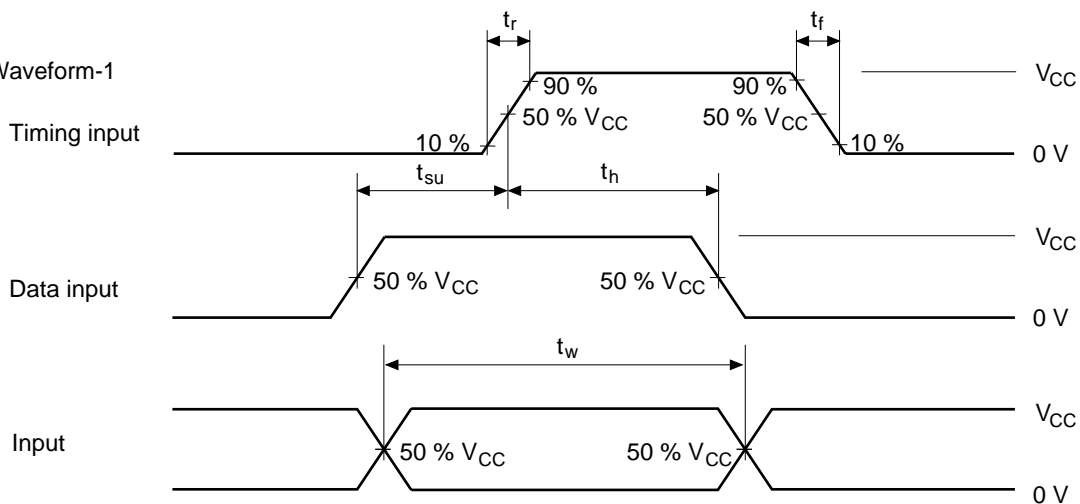 t_r
t_f
Waveform-1
V_CC
90 %
90 %
50 % V_CC
50 % V_CC
Timing input
10 %
10 %
0 V
t_su
t_h
V_CC
Data input
50 % V_CC
50 % V_CC
0 V
t_w
V_CC
Input
50 % V_CC
50 % V_CC
0 V